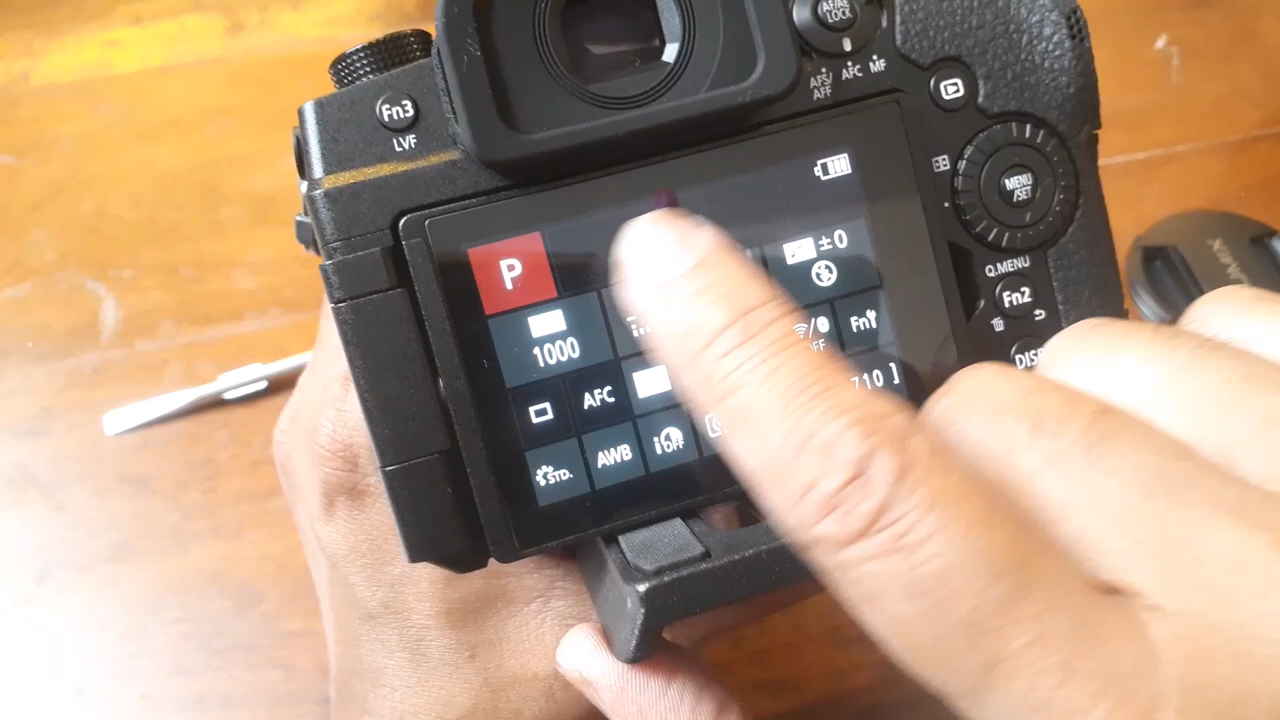 AF/AE
LOCK
AFS/
AFF
AFC
MF
Fn3
LVF
MENU
/SET
Q.MENU
Fn2
P
±0
1000
Fn
AFC
710 ]
STD.
AWB
i OFF